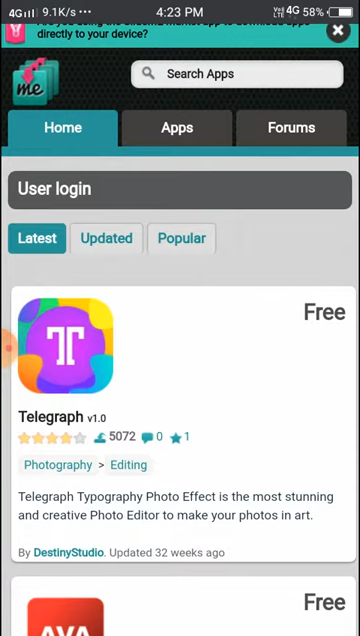 4G 9.1K/s ••• 4:23 PM VoI LTE 4G 58%
directly to your device?
me
Search Apps
Home Apps Forums
User login
Latest Updated Popular
Free
T
Telegraph v1.0
5072 0 1
Photography > Editing
Telegraph Typography Photo Effect is the most stunning
and creative Photo Editor to make your photos in art.
By DestinyStudio. Updated 32 weeks ago
Free
AVA